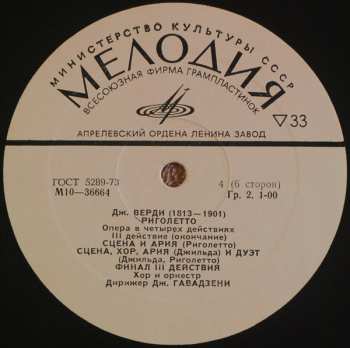 МИНИСТЕРСТВО КУЛЬТУРЫ СССР
МЕЛОДИЯ
ВСЕСОЮЗНАЯ ФИРМА ГРАМПЛАСТИНОК
▽33
АПРЕЛЕВСКИЙ ОРДЕНА ЛЕНИНА ЗАВОД
ГОСТ 5289-73
М10—36664
4 (6 сторон)
Гр. 2. 1-00
Дж. ВЕРДИ (1813—1901)
РИГОЛЕТТО
Опера в четырех действиях
III действие (окончание)
СЦЕНА И АРИЯ (Риголетто)
СЦЕНА, ХОР, АРИЯ (Джильда) И ДУЭТ
(Джильда, Риголетто)
ФИНАЛ III ДЕЙСТВИЯ
Хор и оркестр
Дирижер Дж. ГАВАДЗЕНИ